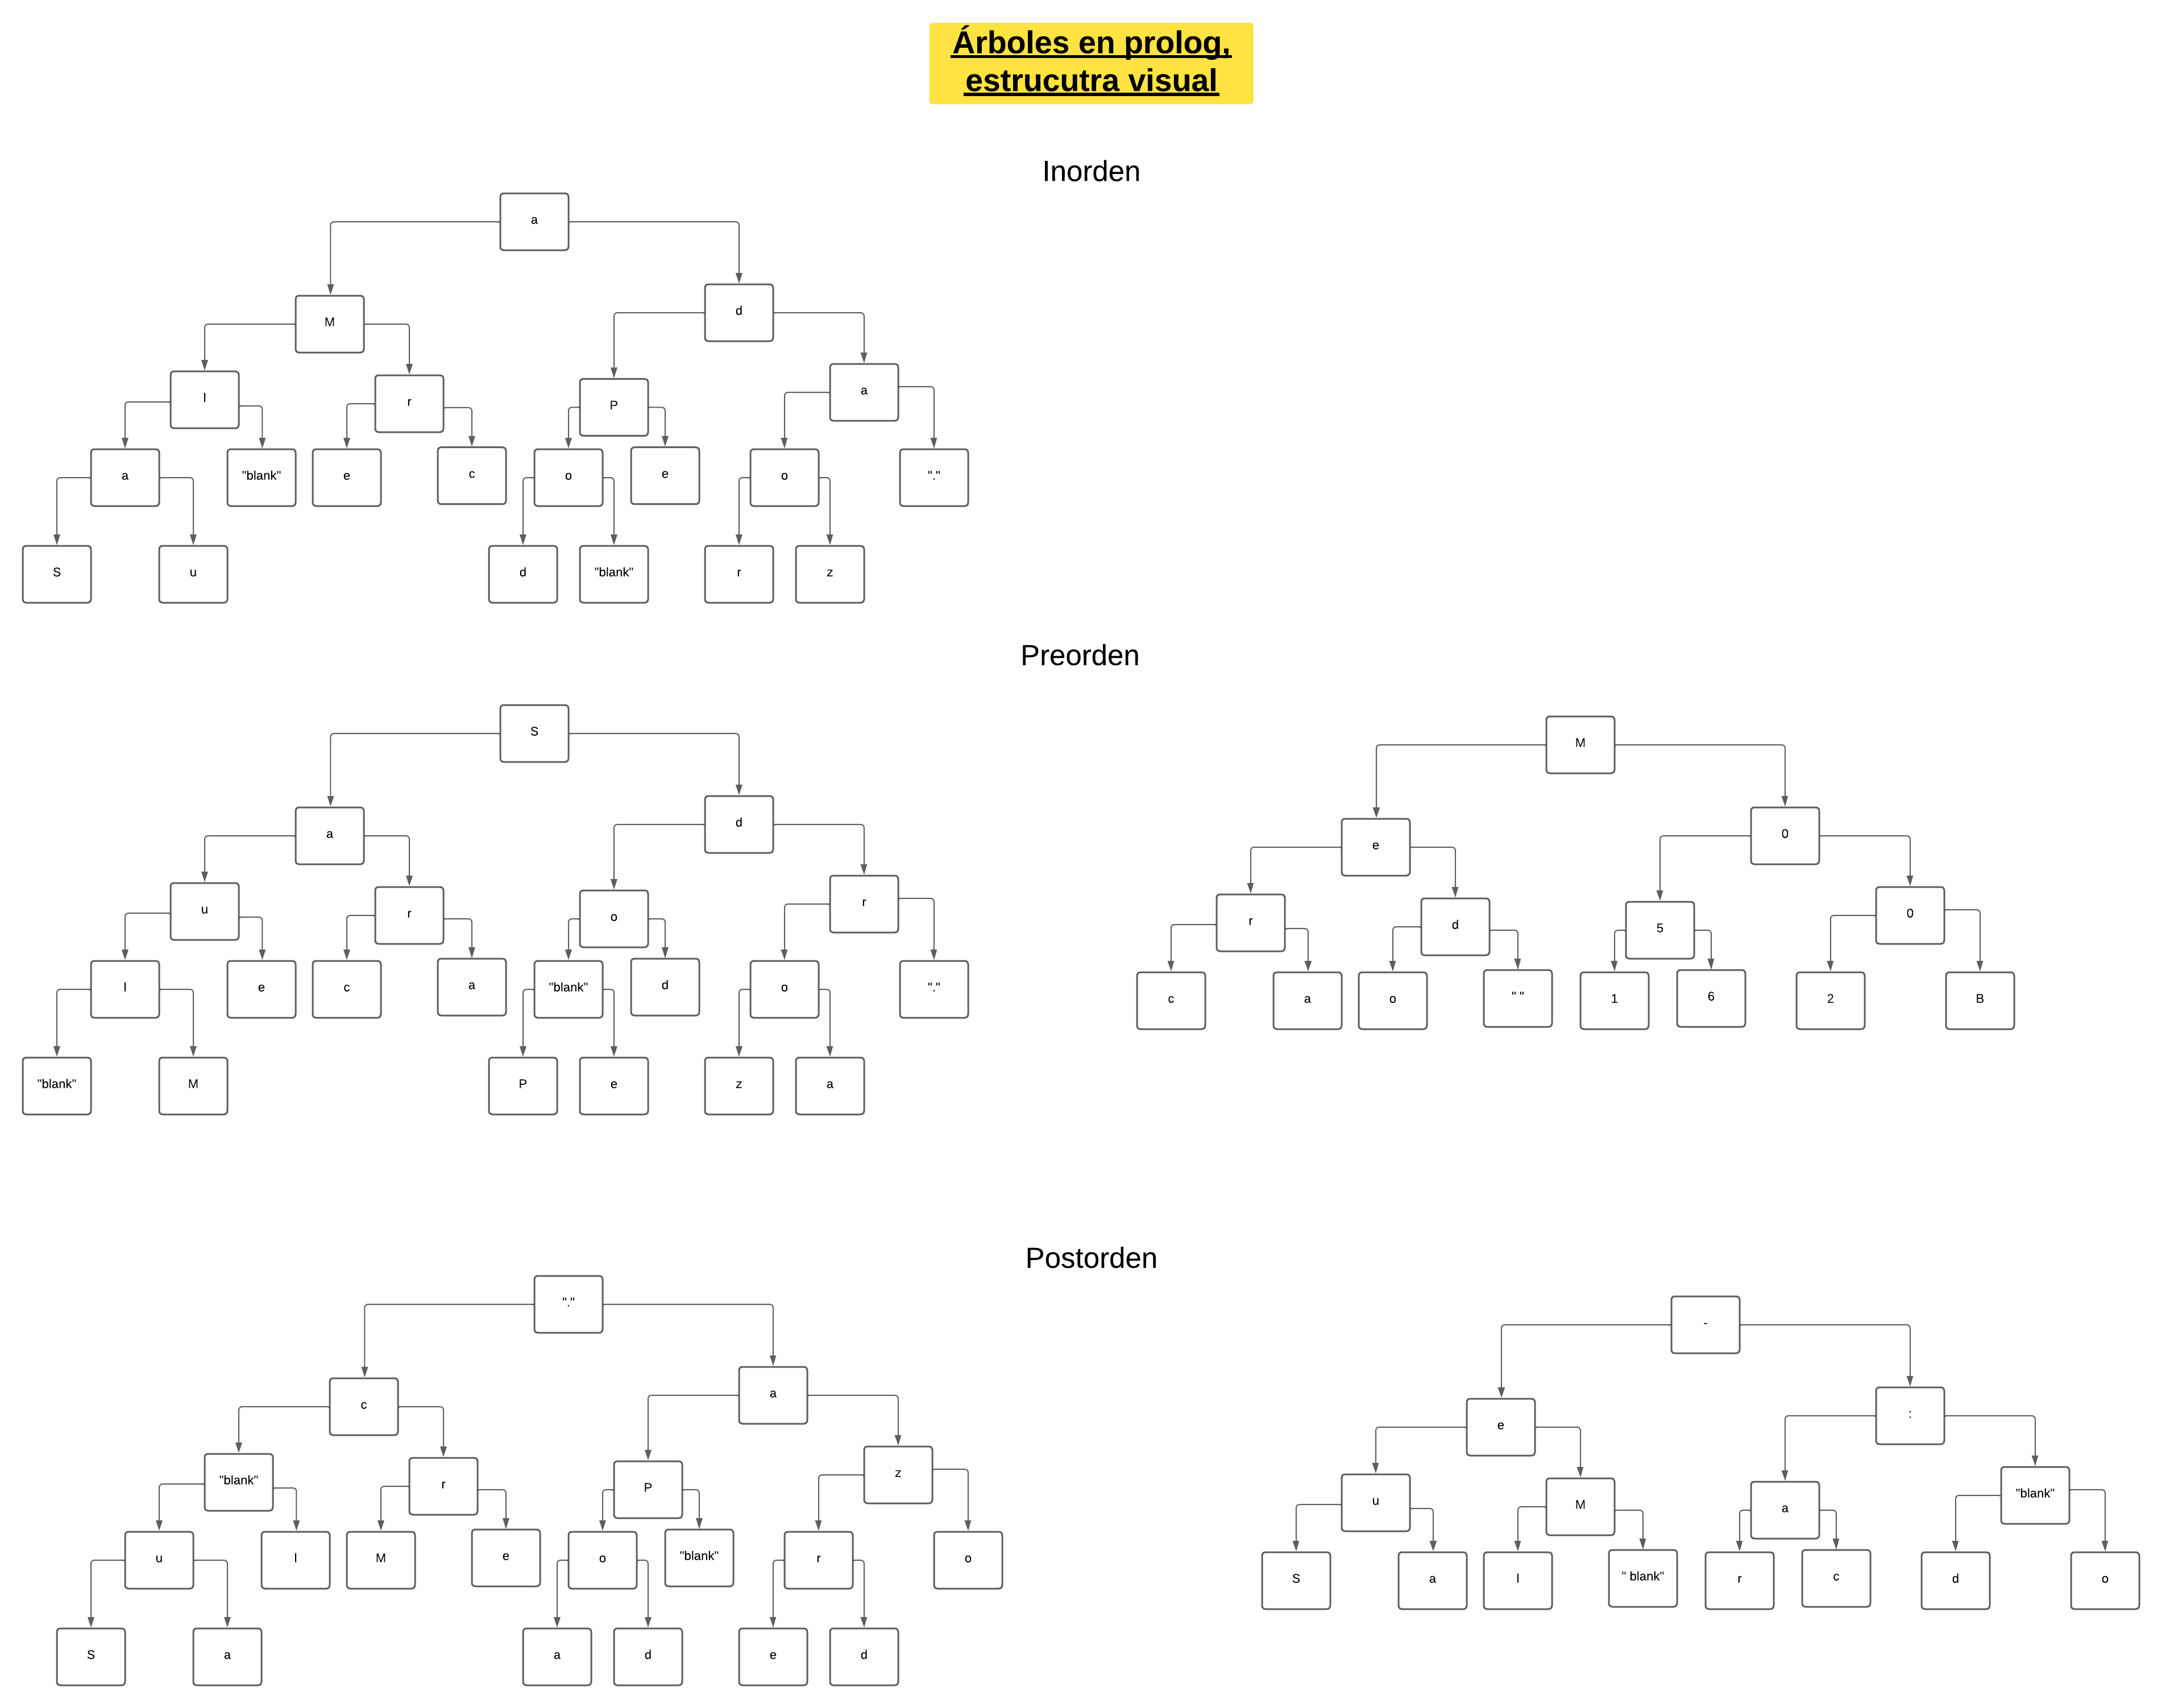 Árboles en prolog,
estrucutra visual
Inorden
a
d
M
a
l
r
P
a
"blank"
e
c
o
e
o
"."
S
u
d
"blank"
r
z
Preorden
S
M
a
d
0
e
u
r
o
r
r
d
5
0
l
e
c
a
"blank"
d
o
"."
c
a
o
" "
1
6
2
B
"blank"
M
P
e
z
a
Postorden
"."
-
c
a
e
:
"blank"
r
P
z
u
M
a
"blank"
u
l
M
e
o
"blank"
r
o
S
a
l
" blank"
r
c
d
o
S
a
a
d
e
d